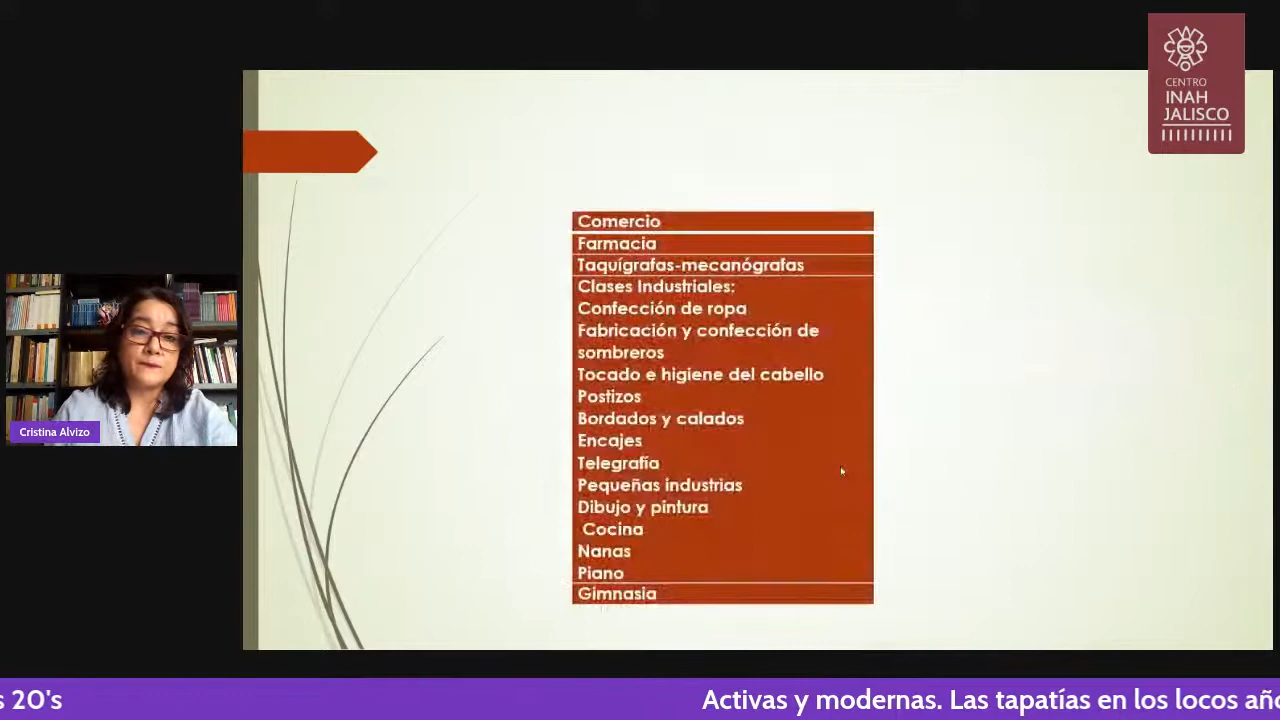 CENTRO
INAH
JALISCO
Comercio
Farmacia
Taquígrafas-mecanógrafas
Clases Industriales:
Confección de ropa
Fabricación y confección de
sombreros
Tocado e higiene del cabello
Postizos
Bordados y calados
Encajes
Telegrafía
Pequeñas industrias
Dibujo y pintura
Cocina
Nanas
Piano
Gimnasia
Cristina Alvizo
s 20's
Activas y modernas. Las tapatías en los locos año